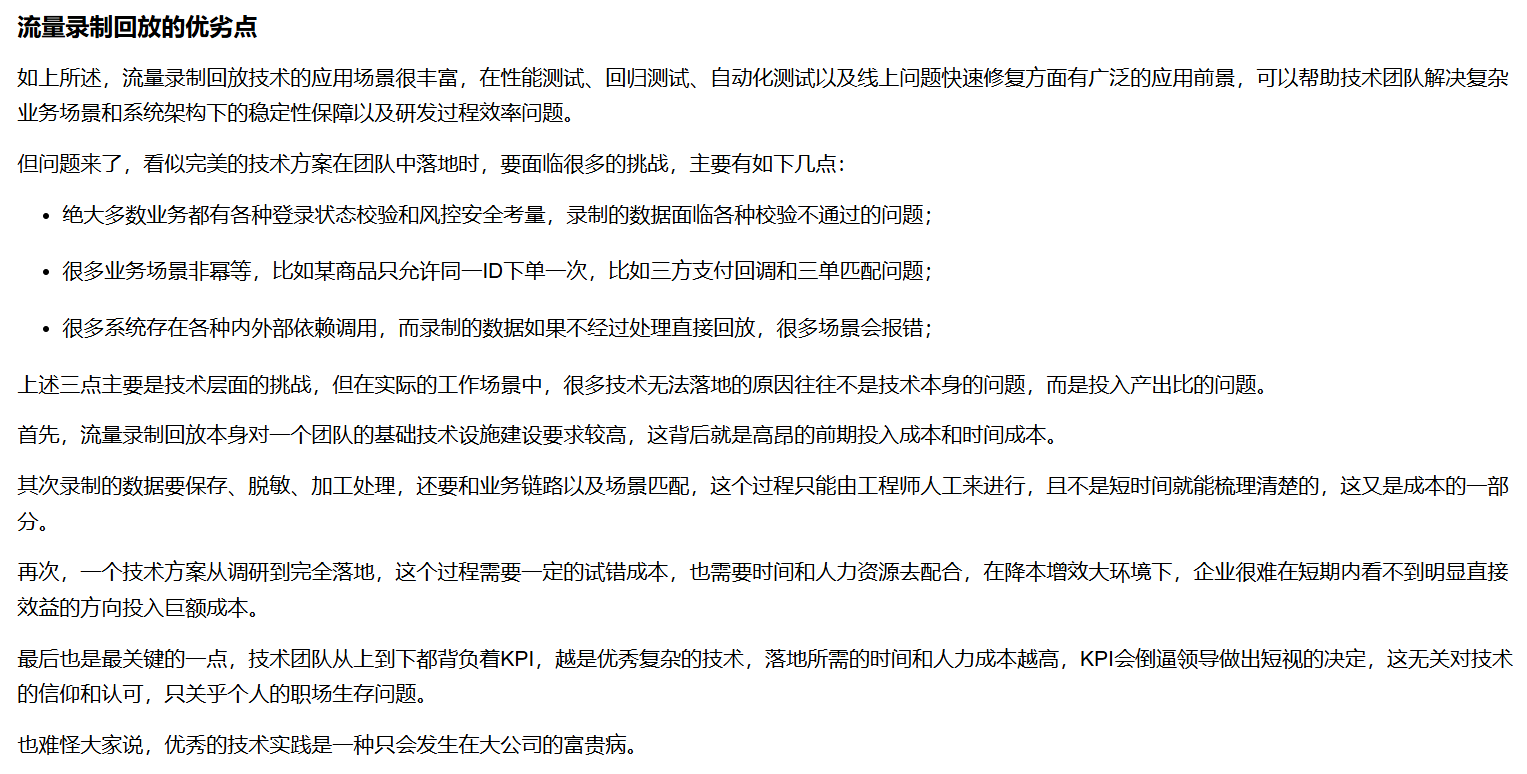 流量录制回放的优劣点
如上所述，流量录制回放技术的应用场景很丰富，在性能测试、回归测试、自动化测试以及线上问题快速修复方面有广泛的应用前景，可以帮助技术团队解决复杂
业务场景和系统架构下的稳定性保障以及研发过程效率问题。
但问题来了，看似完美的技术方案在团队中落地时，要面临很多的挑战，主要有如下几点：
• 绝大多数业务都有各种登录状态校验和风控安全考量，录制的数据面临各种校验不通过的问题；
• 很多业务场景非幂等，比如某商品只允许同一ID下单一次，比如三方支付回调和三单匹配问题；
• 很多系统存在各种内外部依赖调用，而录制的数据如果不经过处理直接回放，很多场景会报错；
上述三点主要是技术层面的挑战，但在实际的工作场景中，很多技术无法落地的原因往往不是技术本身的问题，而是投入产出比的问题。
首先，流量录制回放本身对一个团队的基础技术设施建设要求较高，这背后就是高昂的前期投入成本和时间成本。
其次录制的数据要保存、脱敏、加工处理，还要和业务链路以及场景匹配，这个过程只能由工程师人工来进行，且不是短时间就能梳理清楚的，这又是成本的一部
分。
再次，一个技术方案从调研到完全落地，这个过程需要一定的试错成本，也需要时间和人力资源去配合，在降本增效大环境下，企业很难在短期内看不到明显直接
效益的方向投入巨额成本。
最后也是最关键的一点，技术团队从上到下都背负着KPI，越是优秀复杂的技术，落地所需的时间和人力成本越高，KPI会倒逼领导做出短视的决定，这无关对技术
的信仰和认可，只关乎个人的职场生存问题。
也难怪大家说，优秀的技术实践是一种只会发生在大公司的富贵病。